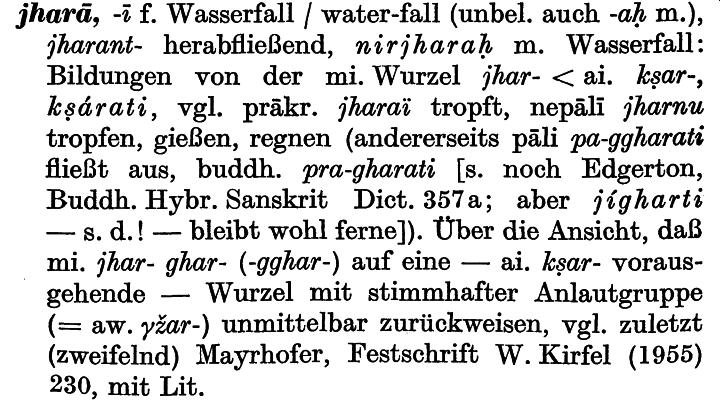 jharā, -ī f. Wasserfall / water-fall (unbel. auch -aḥ m.),
jharant- herabfließend, nirjharaḥ m. Wasserfall:
Bildungen von der mi. Wurzel jhar- < ai. kṣar-,
kṣárati, vgl. prākr. jharaï tropft, nepālī jharnu
tropfen, gießen, regnen (andererseits pāli pa-ggharati
fließt aus, buddh. pra-gharati [s. noch Edgerton,
Buddh. Hybr. Sanskrit Dict. 357a; aber jígharti
— s. d.! — bleibt wohl ferne]). Über die Ansicht, daß
mi. jhar- ghar- (-gghar-) auf eine — ai. kṣar- voraus-
gehende — Wurzel mit stimmhafter Anlautgruppe
(= aw. γžar-) unmittelbar zurückweisen, vgl. zuletzt
(zweifelnd) Mayrhofer, Festschrift W. Kirfel (1955)
230, mit Lit.